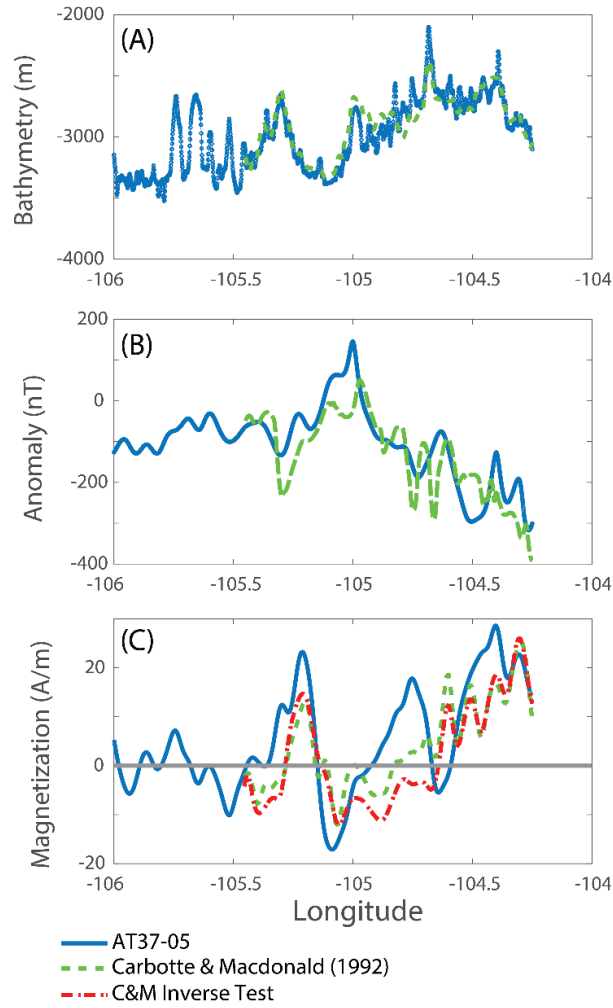 (A)
Bathymetry (m)
-2000
-3000
-4000
-106
-105.5
-105
-104.5
-104
(B)
Anomaly (nT)
200
0
-200
-400
-106
-105.5
-105
-104.5
-104
(C)
Magnetization (A/m)
20
0
-20
-106
-105.5
-105
-104.5
-104
Longitude
AT37-05
Carbotte & Macdonald (1992)
C&M Inverse Test